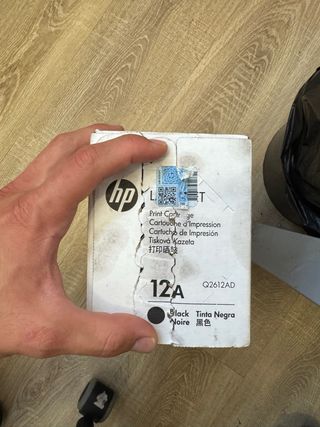 hp
Print Cartouche d'Impression
Cartucho de Impresión
Tisková Kazeta
打印硒鼓
12A
Q2612AD
Black Tinta Negra
Noire 黑色